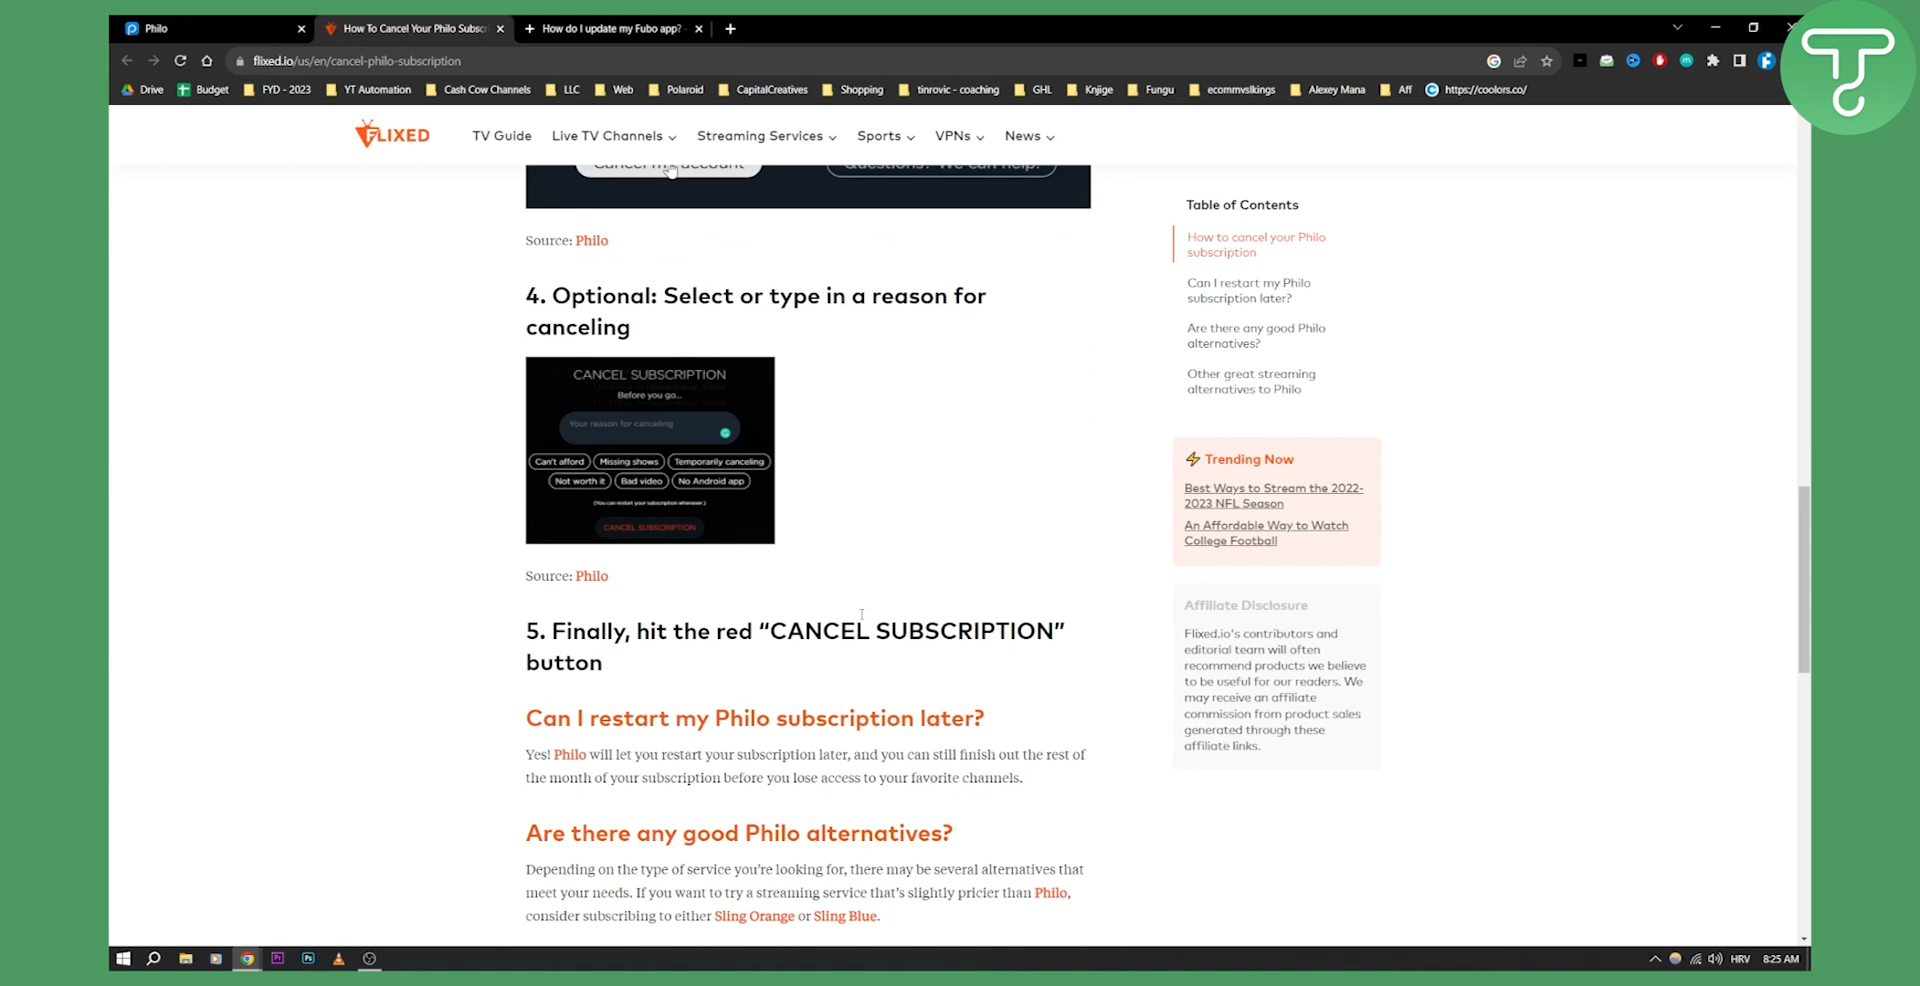 Philo
How To Cancel Your Philo Subsc
How do I update my Fubo app? -
flixed.io/us/en/cancel-philo-subscription
Drive
Budget
FYD - 2023
YT Automation
Cash Cow Channels
LLC
Web
Polaroid
CapitalCreatives
Shopping
tinrovic - coaching
GHL
Knjige
Fungu
ecommvslkings
Alexey Mana
Aff
https://coolors.co/
FLIXED
TV Guide
Live TV Channels
Streaming Services
Sports
VPNs
News
Cancel my account
Questions? We can help!
Source: Philo
4. Optional: Select or type in a reason for
canceling
CANCEL SUBSCRIPTION
Before you go...
Your reason for canceling
Can't afford
Missing shows
Temporarily canceling
Not worth it
Bad video
No Android app
(You can restart your subscription whenever.)
CANCEL SUBSCRIPTION
Source: Philo
5. Finally, hit the red “CANCEL SUBSCRIPTION”
button
Can I restart my Philo subscription later?
Yes! Philo will let you restart your subscription later, and you can still finish out the rest of
the month of your subscription before you lose access to your favorite channels.
Are there any good Philo alternatives?
Depending on the type of service you’re looking for, there may be several alternatives that
meet your needs. If you want to try a streaming service that’s slightly pricier than Philo,
consider subscribing to either Sling Orange or Sling Blue.
Table of Contents
How to cancel your Philo
subscription
Can I restart my Philo
subscription later?
Are there any good Philo
alternatives?
Other great streaming
alternatives to Philo
Trending Now
Best Ways to Stream the 2022-
2023 NFL Season
An Affordable Way to Watch
College Football
Affiliate Disclosure
Flixed.io's contributors and
editorial team will often
recommend products we believe
to be useful for our readers. We
may receive an affiliate
commission from product sales
generated through these
affiliate links.
HRV
8:25 AM